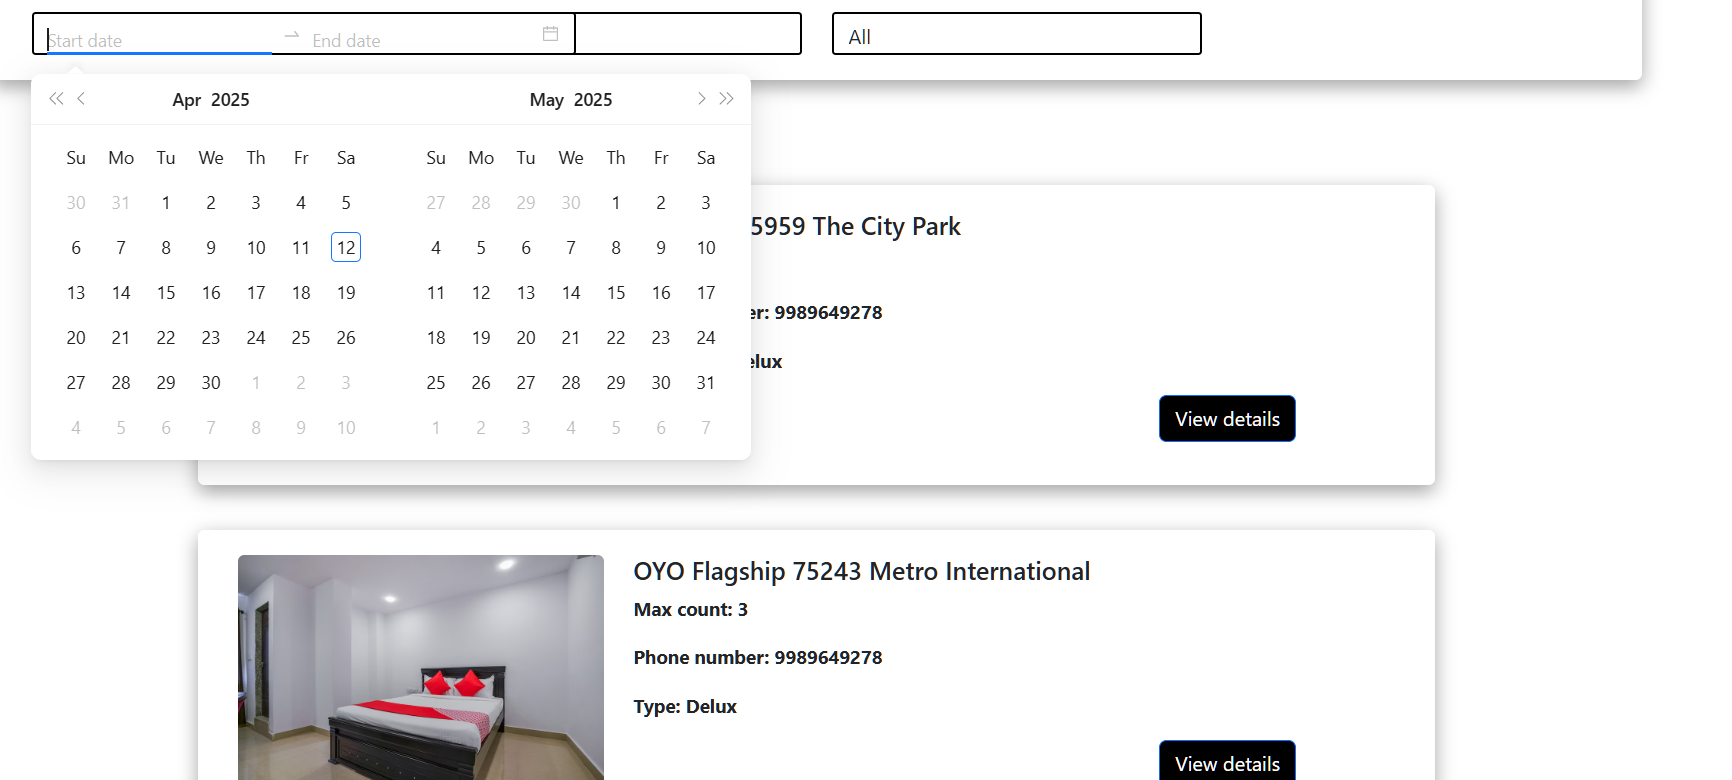 Start date End date All
Apr 2025 May 2025
Su Mo Tu We Th Fr Sa Su Mo Tu We Th Fr Sa
30 31 1 2 3 4 5 27 28 29 30 1 2 3
6 7 8 9 10 11 12 4 5 6 7 8 9 10
13 14 15 16 17 18 19 11 12 13 14 15 16 17
20 21 22 23 24 25 26 18 19 20 21 22 23 24
27 28 29 30 1 2 3 25 26 27 28 29 30 31
4 5 6 7 8 9 10 1 2 3 4 5 6 7
5959 The City Park
er: 9989649278
elux
View details
OYO Flagship 75243 Metro International
Max count: 3
Phone number: 9989649278
Type: Delux
View details